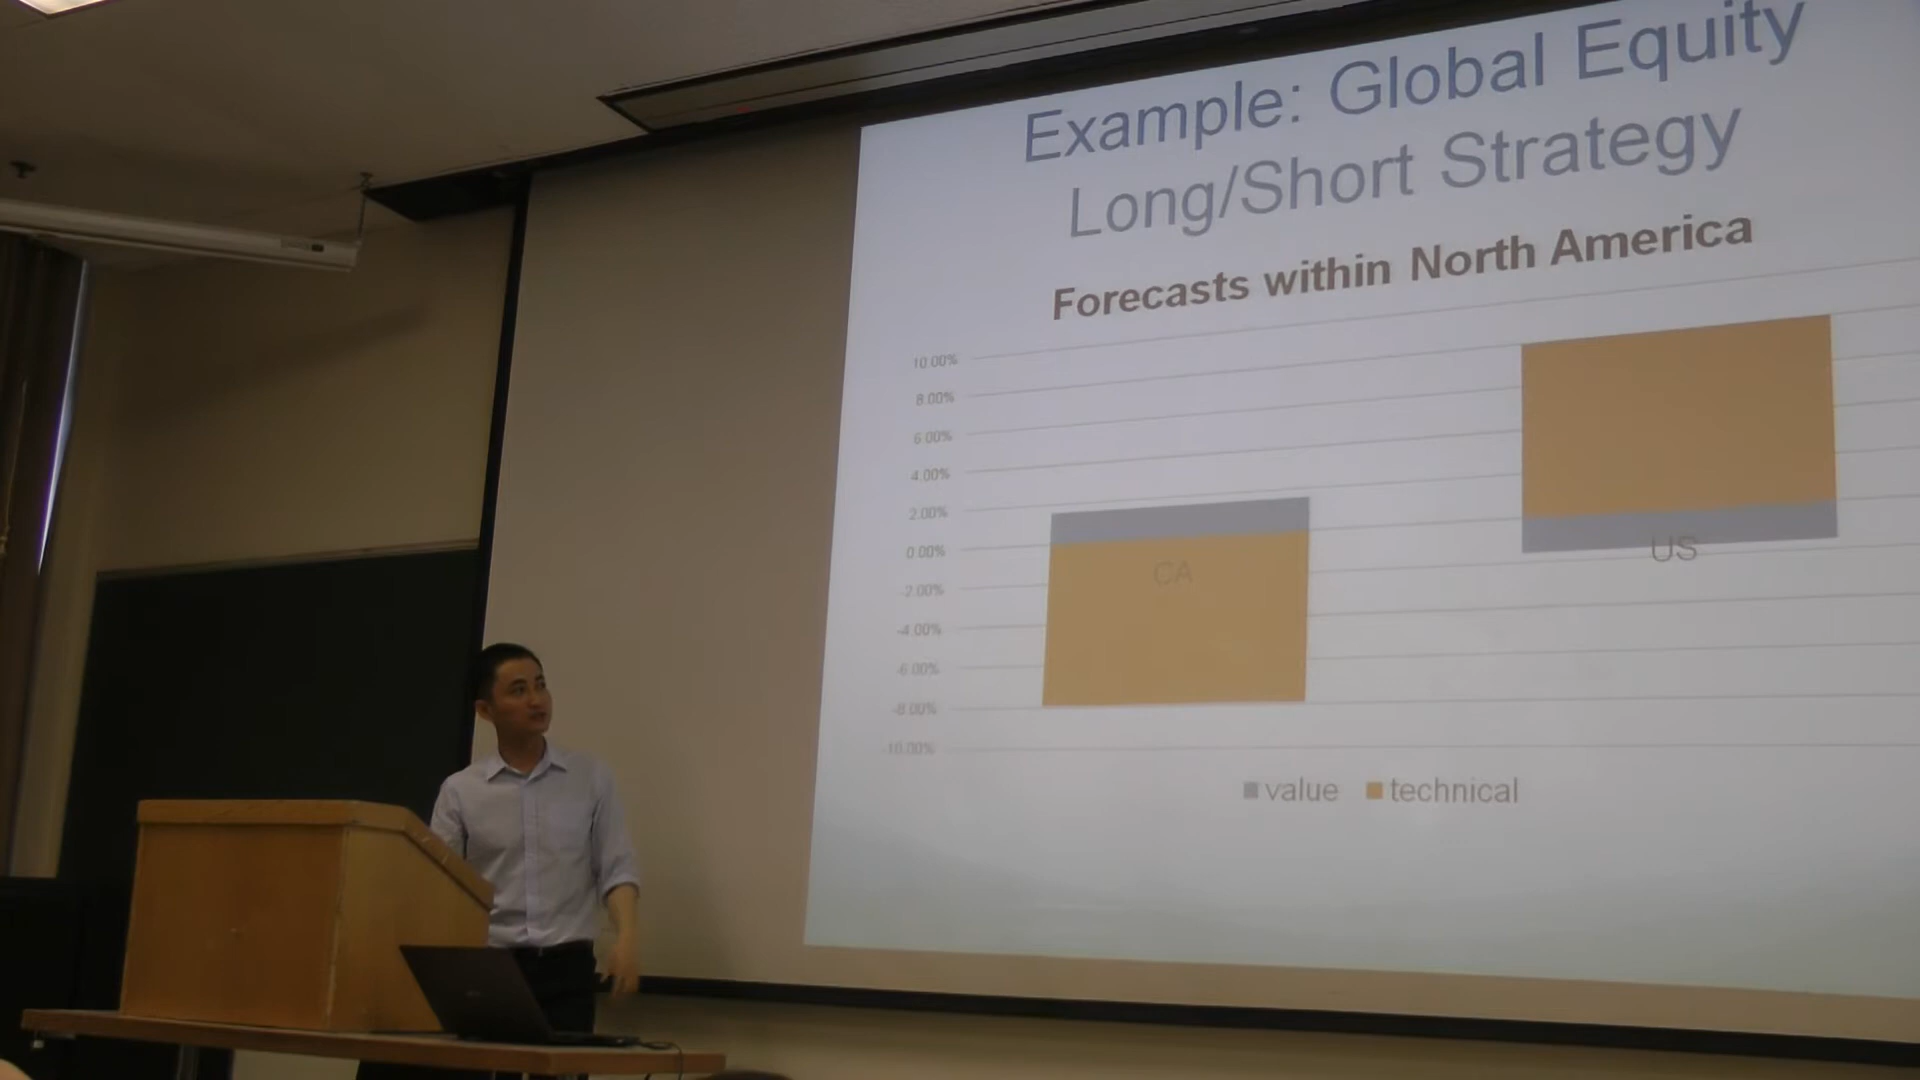 Example: Global Equity
Long/Short Strategy
Forecasts within North America
10.00%
8.00%
6.00%
4.00%
2.00%
0.00%
-2.00%
-4.00%
-6.00%
-8.00%
-10.00%
CA
US
value technical